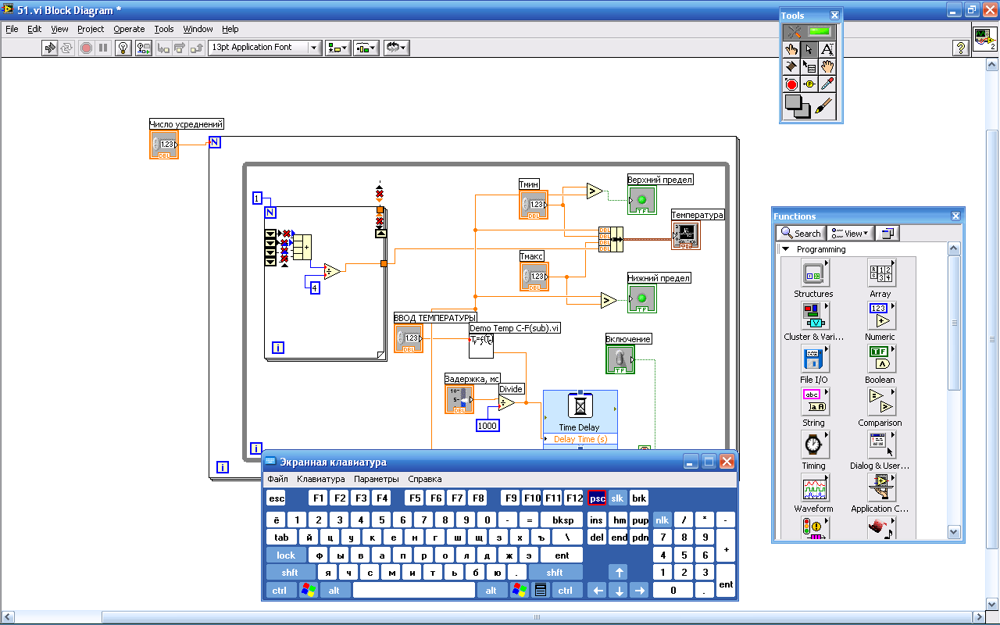 51.vi Block Diagram *
Tools
File Edit View Project Operate Tools Window Help
13pt Application Font
?
2
Число усреднений
1.23
DBL
N
1
N
+
÷
4
i
i
i
Тмин
1.23
DBL
>
Верхний предел
TF
Температура
DBL
DBL
DBL
DBL
Тмакс
1.23
DBL
>
Нижний предел
TF
ВВОД ТЕМПЕРАТУРЫ
1.23
DBL
Demo Temp C-F(sub).vi
Включение
TF
Задержка, мс
10-
5-
DBL
Divide
÷
1000
Time Delay
Delay Time (s)
Functions
Search View
Programming
Structures Array
Cluster & Vari... Numeric
123
File I/O Boolean
TF
abc
a A
String Comparison
Timing Dialog & User...
Waveform Application C...
Экранная клавиатура
Файл Клавиатура Параметры Справка
esc F1 F2 F3 F4 F5 F6 F7 F8 F9 F10 F11 F12 psc slk brk
ё 1 2 3 4 5 6 7 8 9 0 - = bksp ins hm pup nlk / * -
tab й ц у к е н г ш щ з х ъ \ del end pdn 7 8 9 +
lock ф ы в а п р о л д ж э ent 4 5 6
shft я ч с м и т ь б ю . shft ↑ 1 2 3 ent
ctrl alt alt ctrl ← ↓ → 0 .